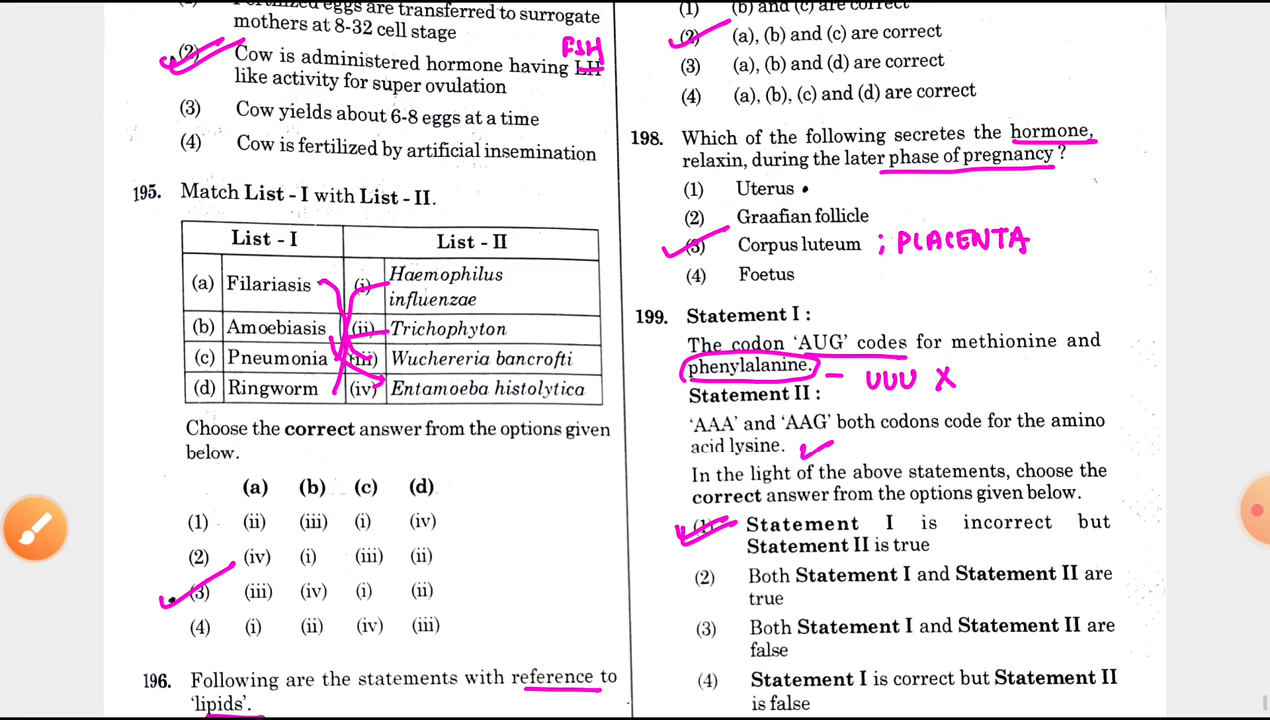 eggs are transferred to surrogate
mothers at 8-32 cell stage
FSH
(2) Cow is administered hormone having LH
like activity for super ovulation
(3) Cow yields about 6-8 eggs at a time
(4) Cow is fertilized by artificial insemination
195. Match List - I with List - II.
List - I List - II
(a) Filariasis (i) Haemophilus
influenzae
(b) Amoebiasis (ii) Trichophyton
(c) Pneumonia (iii) Wuchereria bancrofti
(d) Ringworm (iv) Entamoeba histolytica
Choose the correct answer from the options given
below.
(a) (b) (c) (d)
(1) (ii) (iii) (i) (iv)
(2) (iv) (i) (iii) (ii)
(3) (iii) (iv) (i) (ii)
(4) (i) (ii) (iv) (iii)
196. Following are the statements with reference to
'lipids'.
(1) (b) and (c) are correct
(2) (a), (b) and (c) are correct
(3) (a), (b) and (d) are correct
(4) (a), (b), (c) and (d) are correct
198. Which of the following secretes the hormone,
relaxin, during the later phase of pregnancy ?
(1) Uterus
(2) Graafian follicle
(3) Corpus luteum ; PLACENTA
(4) Foetus
199. Statement I :
The codon 'AUG' codes for methionine and
phenylalanine. – UUU X
Statement II :
'AAA' and 'AAG' both codons code for the amino
acid lysine.
In the light of the above statements, choose the
correct answer from the options given below.
(1) Statement I is incorrect but
Statement II is true
(2) Both Statement I and Statement II are
true
(3) Both Statement I and Statement II are
false
(4) Statement I is correct but Statement II
is false